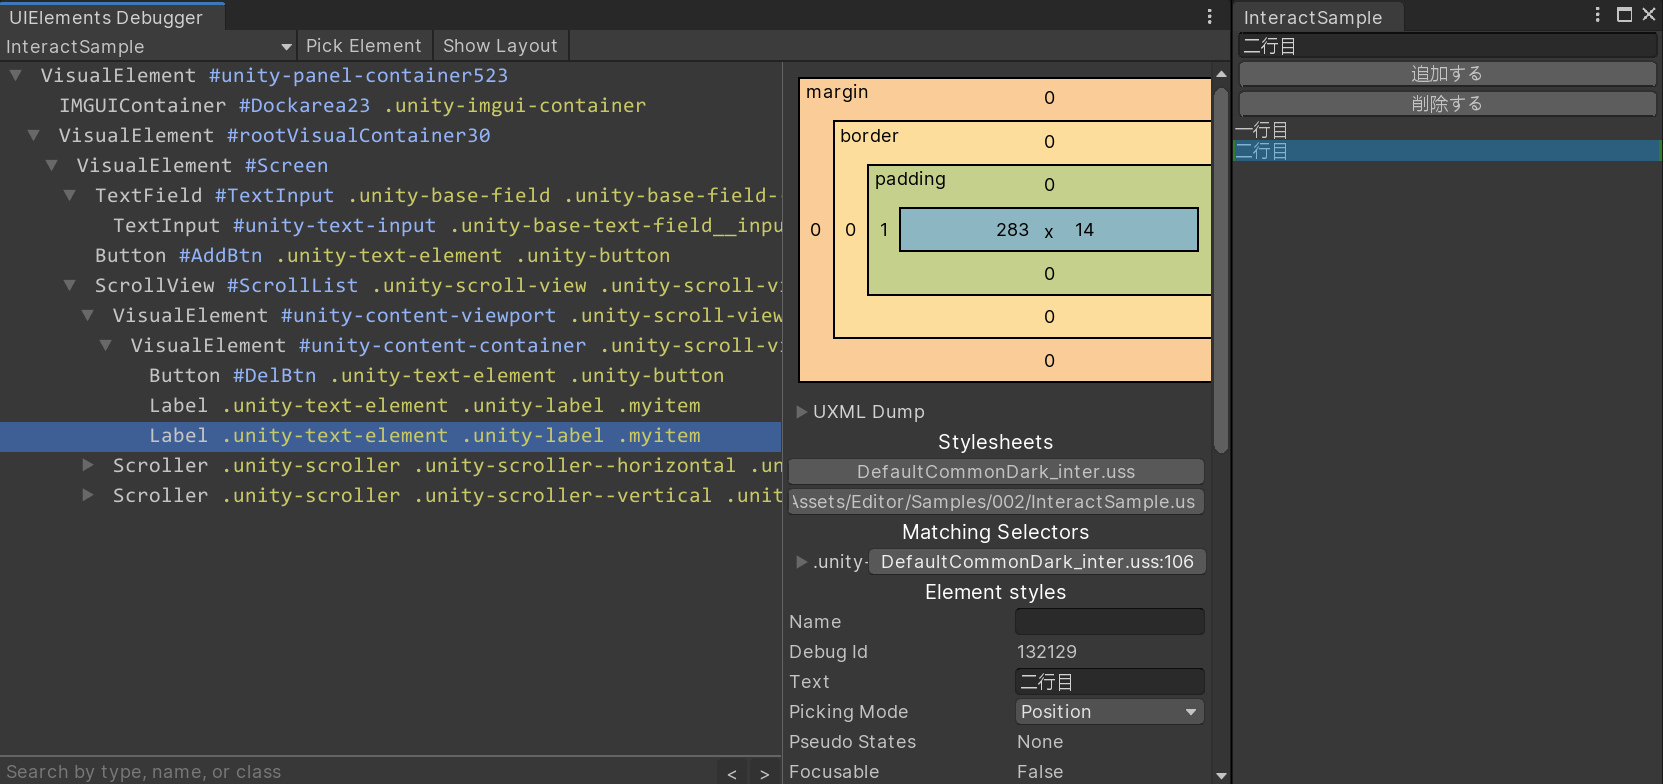 UIElements Debugger
InteractSample
Pick Element
Show Layout
VisualElement #unity-panel-container523
IMGUIContainer #Dockarea23 .unity-imgui-container
VisualElement #rootVisualContainer30
VisualElement #Screen
TextField #TextInput .unity-base-field .unity-base-field-
TextInput #unity-text-input .unity-base-text-field__inpu
Button #AddBtn .unity-text-element .unity-button
ScrollView #ScrollList .unity-scroll-view .unity-scroll-vi
VisualElement #unity-content-viewport .unity-scroll-view
VisualElement #unity-content-container .unity-scroll-vi
Button #DelBtn .unity-text-element .unity-button
Label .unity-text-element .unity-label .myitem
Label .unity-text-element .unity-label .myitem
Scroller .unity-scroller .unity-scroller--horizontal .un
Scroller .unity-scroller .unity-scroller--vertical .unit
Search by type, name, or class
< >
margin 0
border 0
padding 0
0 0 1 283 x 14
0
0
0
UXML Dump
Stylesheets
DefaultCommonDark_inter.uss
Assets/Editor/Samples/002/InteractSample.us
Matching Selectors
.unity- DefaultCommonDark_inter.uss:106
Element styles
Name
Debug Id 132129
Text 二行目
Picking Mode Position
Pseudo States None
Focusable False
InteractSample
二行目
追加する
削除する
一行目
二行目